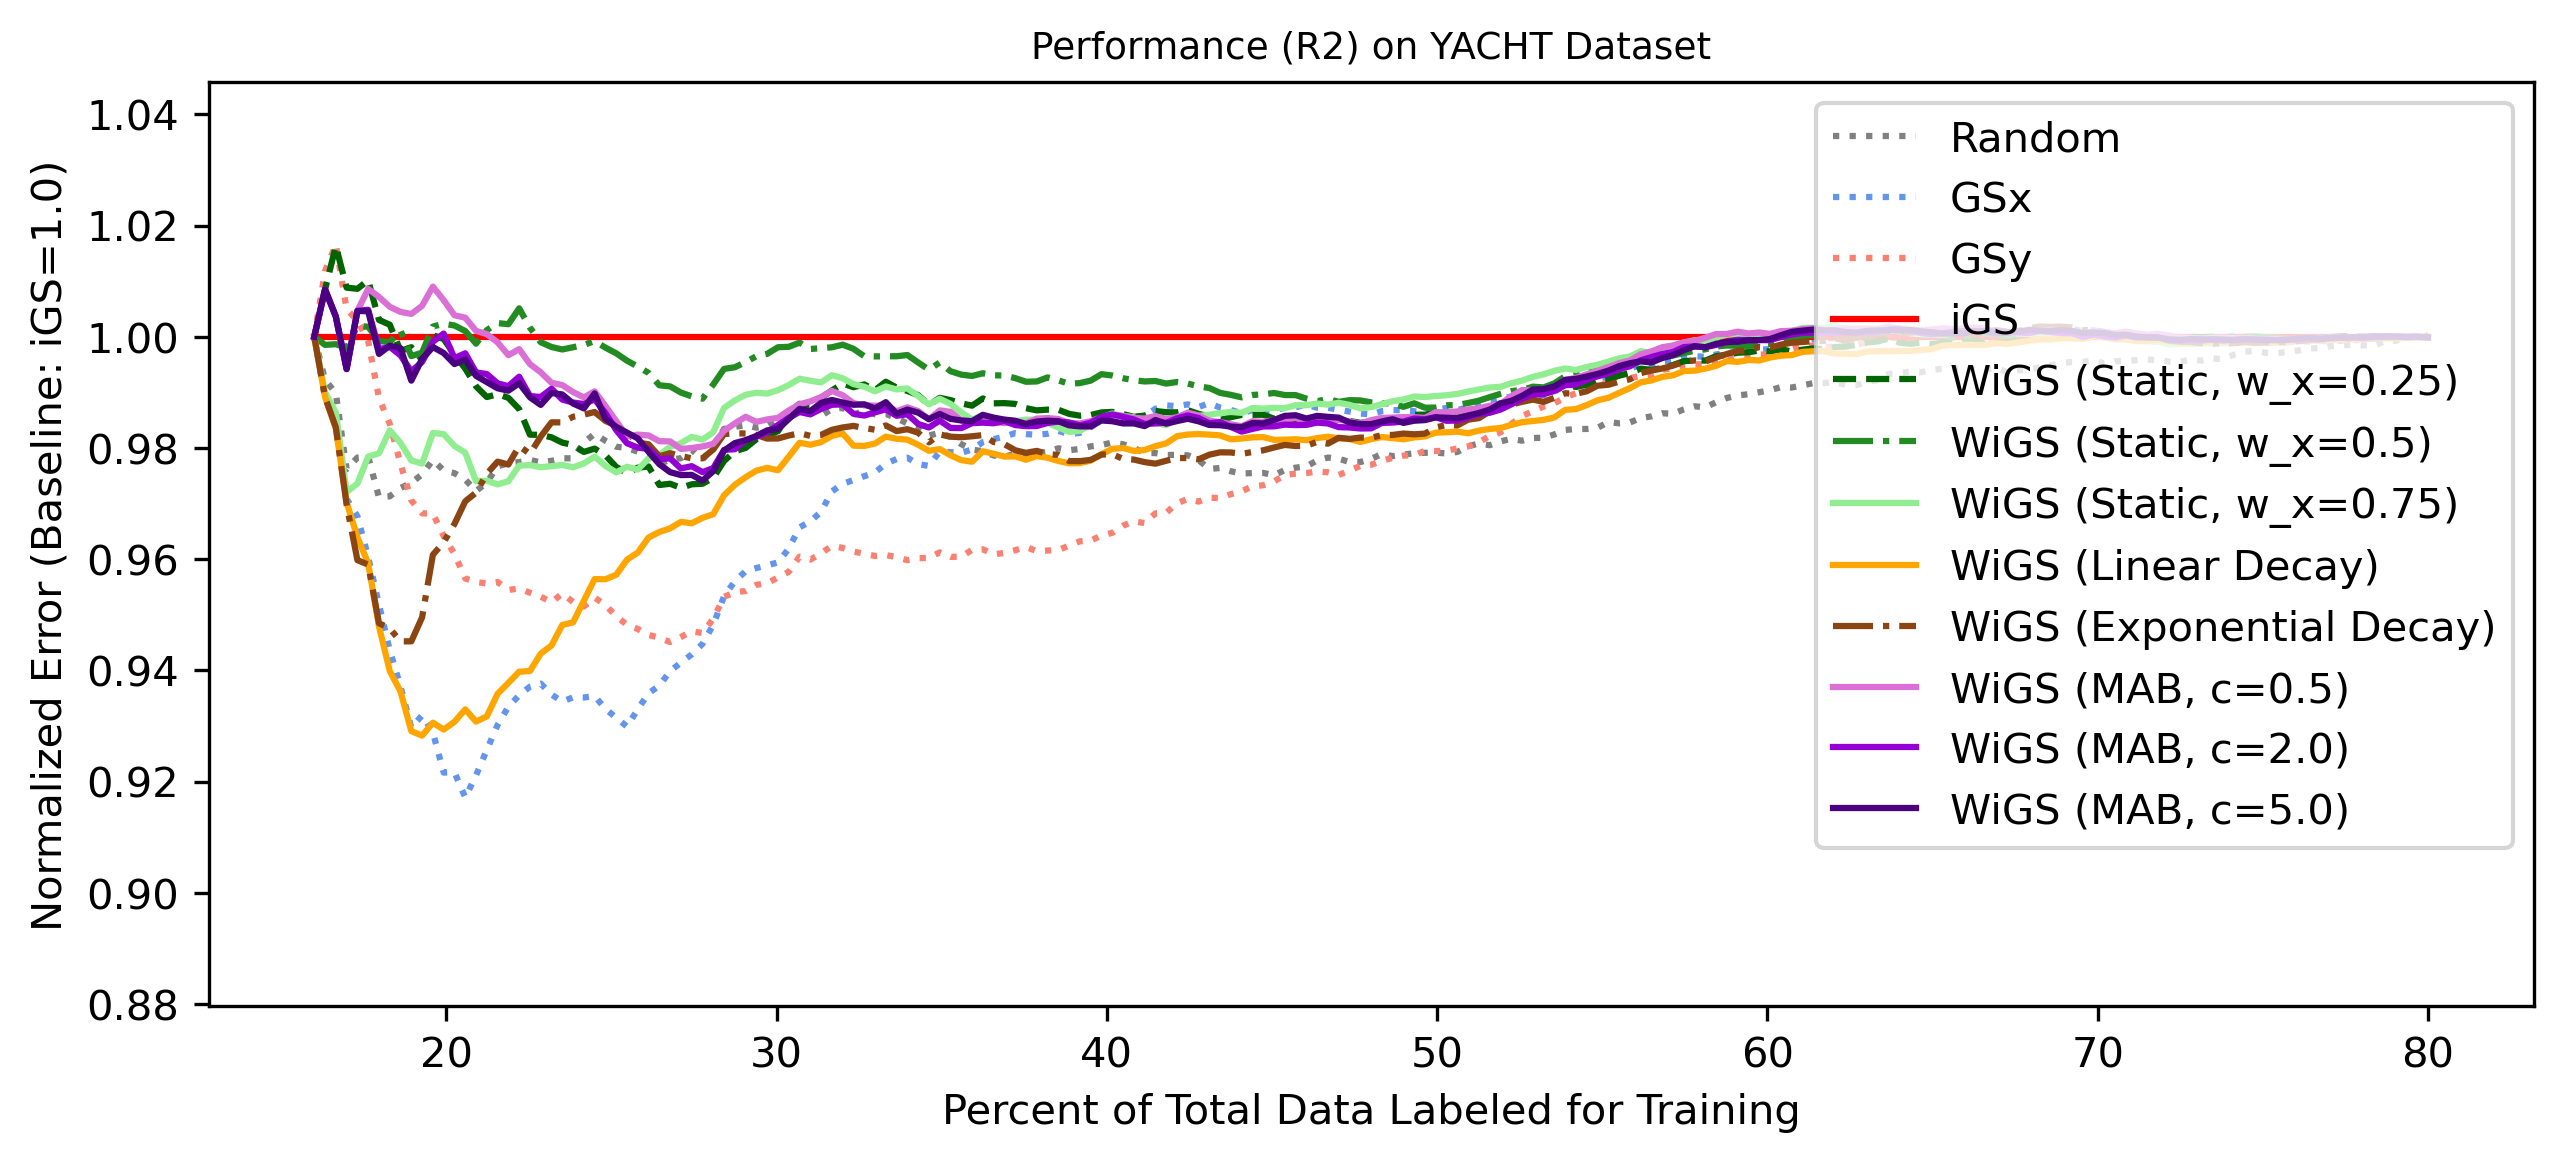 Performance (R2) on YACHT Dataset
Normalized Error (Baseline: iGS=1.0)
1.04
1.02
1.00
0.98
0.96
0.94
0.92
0.90
0.88
Random
GSx
GSy
iGS
WiGS (Static, w_x=0.25)
WiGS (Static, w_x=0.5)
WiGS (Static, w_x=0.75)
WiGS (Linear Decay)
WiGS (Exponential Decay)
WiGS (MAB, c=0.5)
WiGS (MAB, c=2.0)
WiGS (MAB, c=5.0)
20 30 40 50 60 70 80
Percent of Total Data Labeled for Training